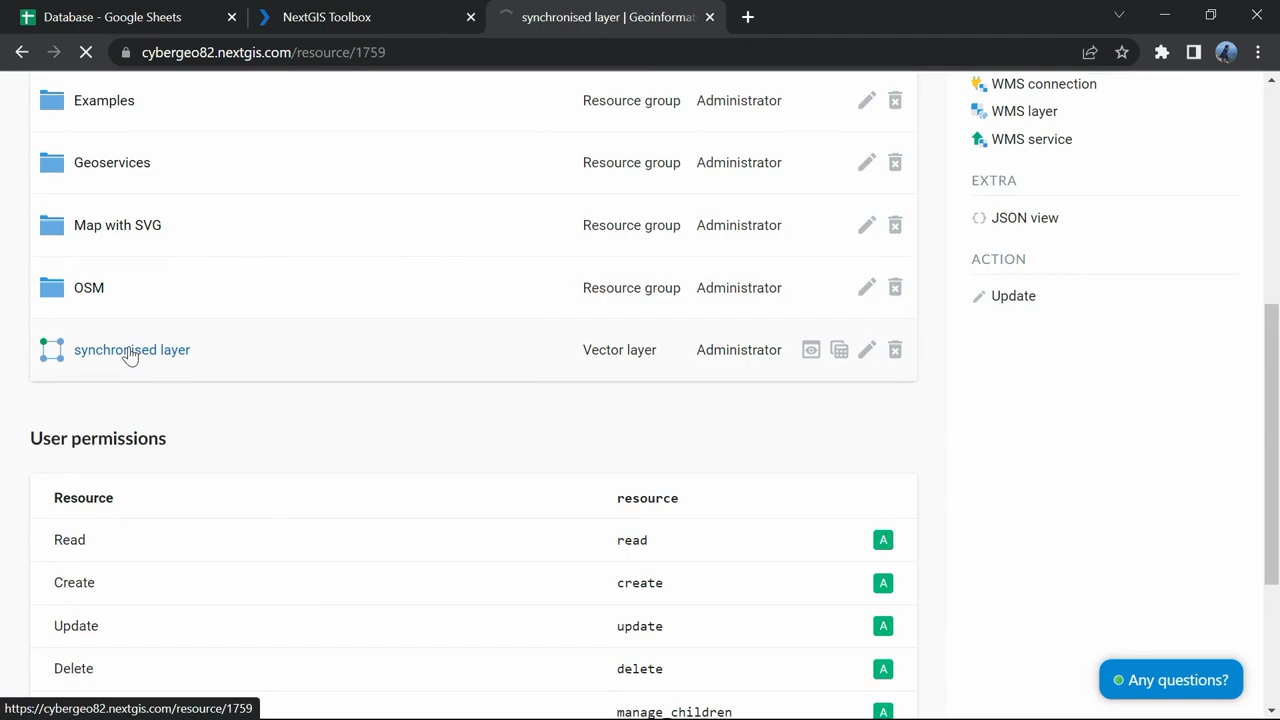 Database - Google Sheets
NextGIS Toolbox
synchronised layer | Geoinformat
cybergeo82.nextgis.com/resource/1759
Examples Resource group Administrator
Geoservices Resource group Administrator
Map with SVG Resource group Administrator
OSM Resource group Administrator
synchronised layer Vector layer Administrator
User permissions
Resource resource
Read read A
Create create A
Update update A
Delete delete A
manage_children A
WMS connection
WMS layer
WMS service
EXTRA
JSON view
ACTION
Update
Any questions?
https://cybergeo82.nextgis.com/resource/1759